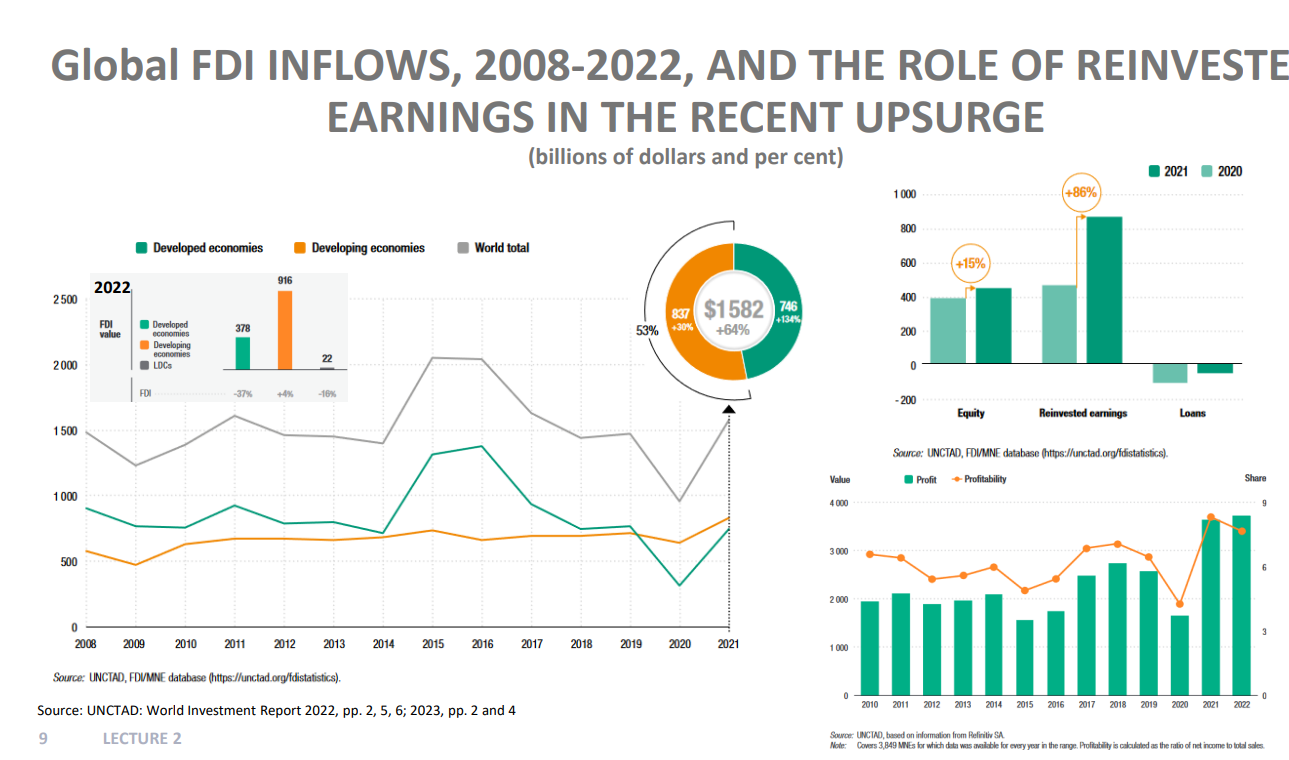 Global FDI INFLOWS, 2008-2022, AND THE ROLE OF REINVESTE
EARNINGS IN THE RECENT UPSURGE
(billions of dollars and per cent)
Developed economies
Developing economies
World total
2022
FDI
value
Developed
economies
Developing
economies
LDCs
378
916
22
FDI
-37%
+4%
-16%
2 500
2 000
1 500
1 000
500
0
2008
2009
2010
2011
2012
2013
2014
2015
2016
2017
2018
2019
2020
2021
53%
837
+30%
$1 582
+64%
746
+134%
Source: UNCTAD, FDI/MNE database (https://unctad.org/fdistatistics).
Source: UNCTAD: World Investment Report 2022, pp. 2, 5, 6; 2023, pp. 2 and 4
9 LECTURE 2
2021
2020
1 000
800
600
400
200
0
- 200
+15%
+86%
Equity
Reinvested earnings
Loans
Source: UNCTAD, FDI/MNE database (https://unctad.org/fdistatistics).
Value
Profit
Profitability
Share
4 000
3 000
2 000
1 000
0
9
6
3
0
2010
2011
2012
2013
2014
2015
2016
2017
2018
2019
2020
2021
2022
Source: UNCTAD, based on information from Refinitiv SA.
Note: Covers 3,849 MNEs for which data was available for every year in the range. Profitability is calculated as the ratio of net income to total sales.